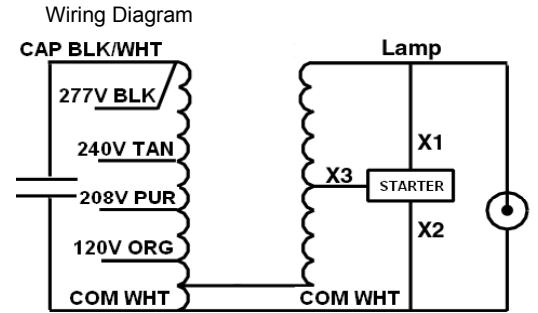 Wiring Diagram
CAP BLK/WHT
Lamp
277V BLK
X1
240V TAN
X3
STARTER
208V PUR
X2
120V ORG
COM WHT
COM WHT